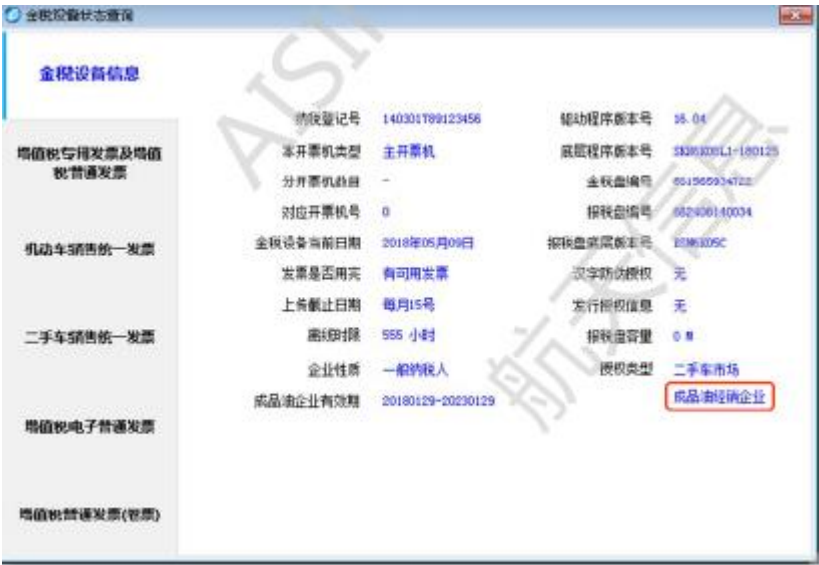 金税设备状态查询
金税设备信息
增值税专用发票及增值
税普通发票
机动车销售统一发票
二手车销售统一发票
增值税电子普通发票
增值税普通发票(卷票)
纳税登记号 140301789123456 驱动程序版本号 16.04
本开票机类型 主开票机 底层程序版本号
分开票机数目 - 金税盘编号
对应开票机号 0 报税盘编号
金税设备当前日期 2018年05月09日 报税盘底层版本号
发票是否用完 有可用发票 汉字防伪授权 无
上传截止日期 每月15号 发行授权信息 无
离线时限 555 小时 报税盘容量 0 M
企业性质 一般纳税人 授权类型 二手车市场
成品油企业有效期 20180129-20230129 成品油经销企业
航天信息